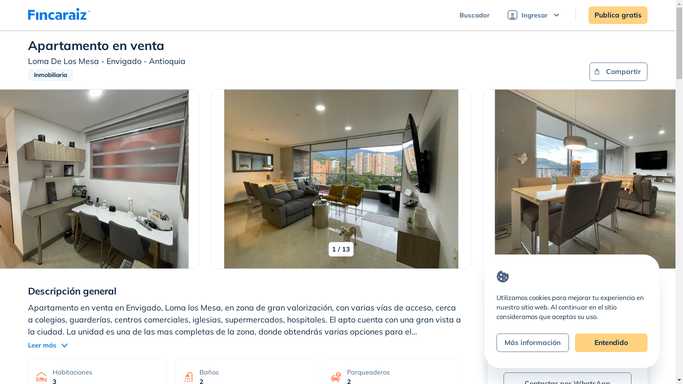 Fincaraiz
Buscador
Ingresar
Publica gratis
Apartamento en venta
Loma De Los Mesa - Envigado - Antioquia
Inmobiliaria
Compartir
1 / 13
Descripción general
Apartamento en venta en Envigado, Loma los Mesa, en zona de gran valorización, con varias vías de acceso, cerca
a colegios, guarderías, centros comerciales, iglesias, supermercados, hospitales. El apto cuenta con una gran vista a
la ciudad. La unidad es una de las mas completas de la zona, donde obtendrás varias opciones para el...
Leer más
Habitaciones
3
Baños
2
Parqueaderos
2
Utilizamos cookies para mejorar tu experiencia en
nuestro sitio web. Al continuar en el sitio
consideramos que aceptas su uso.
Más información
Entendido
Contactar por WhatsApp